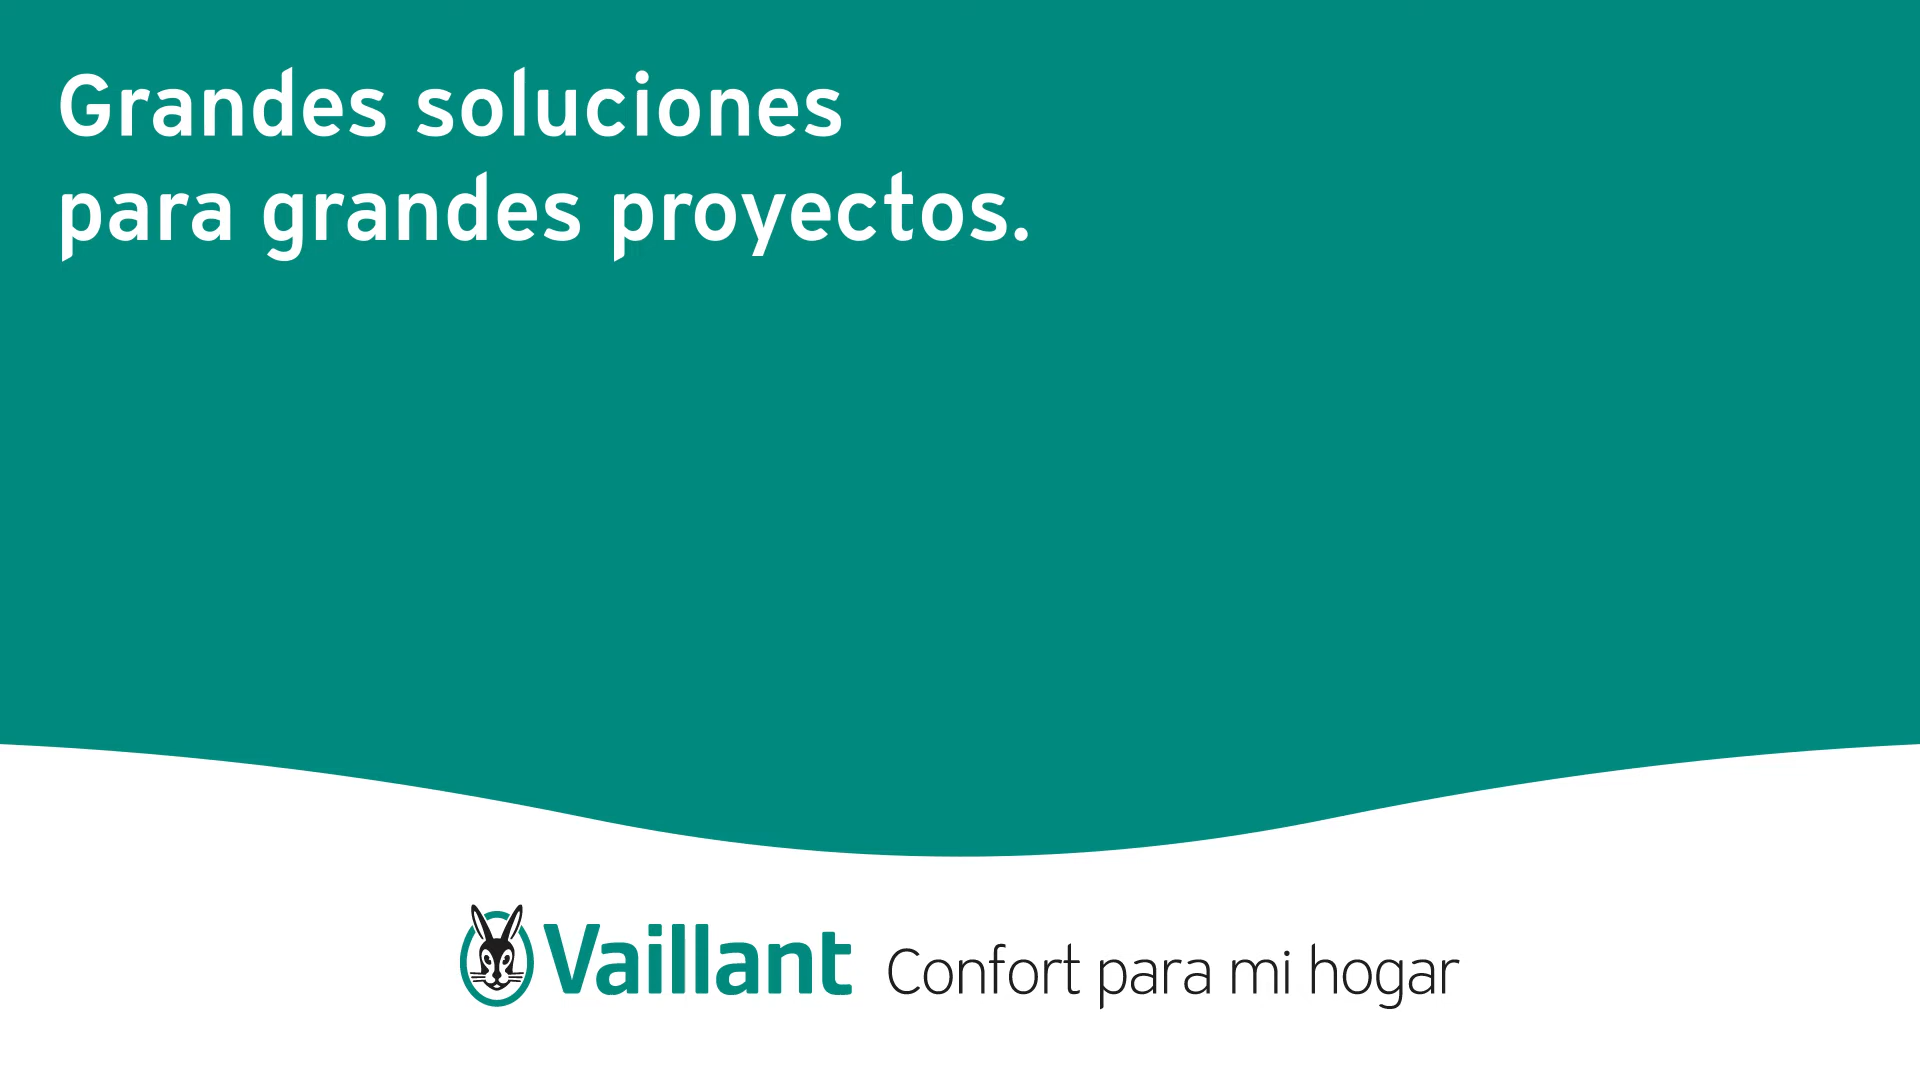 Grandes soluciones
para grandes proyectos.
Vaillant Confort para mi hogar